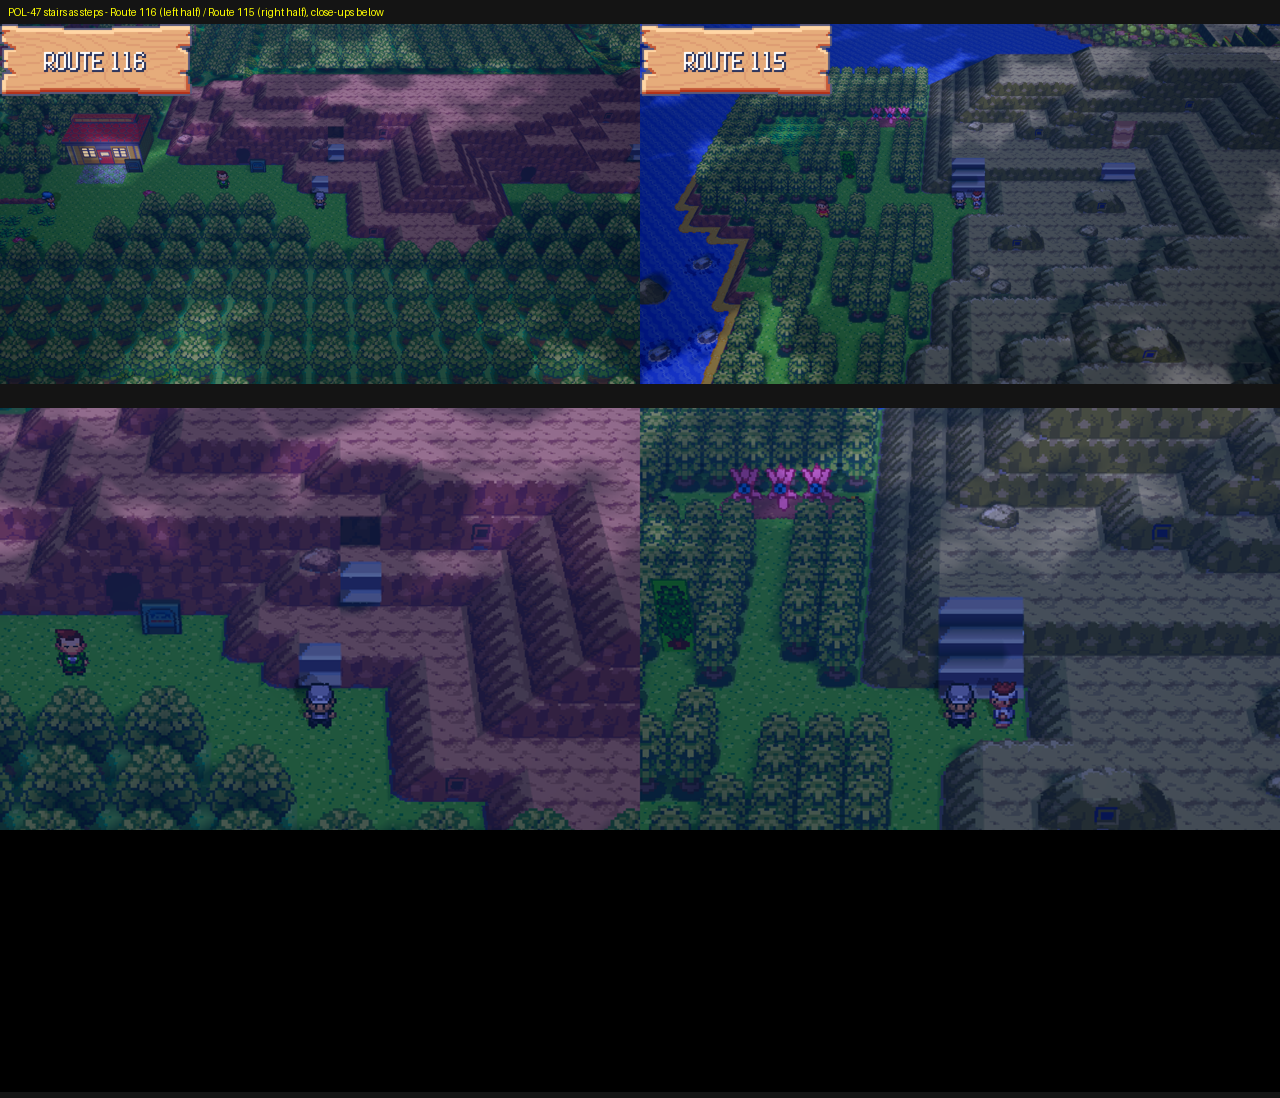 POL-47 stairs as steps - Route 116 (left half) / Route 115 (right half), close-ups below
ROUTE 116
ROUTE 115